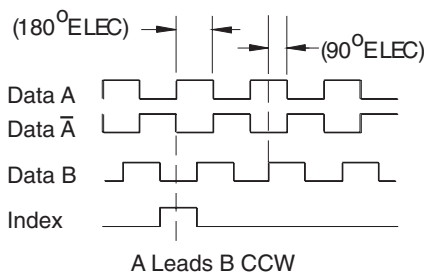 (180°ELEC)
(90°ELEC)
Data A
Data A̅
Data B
Index
A Leads B CCW